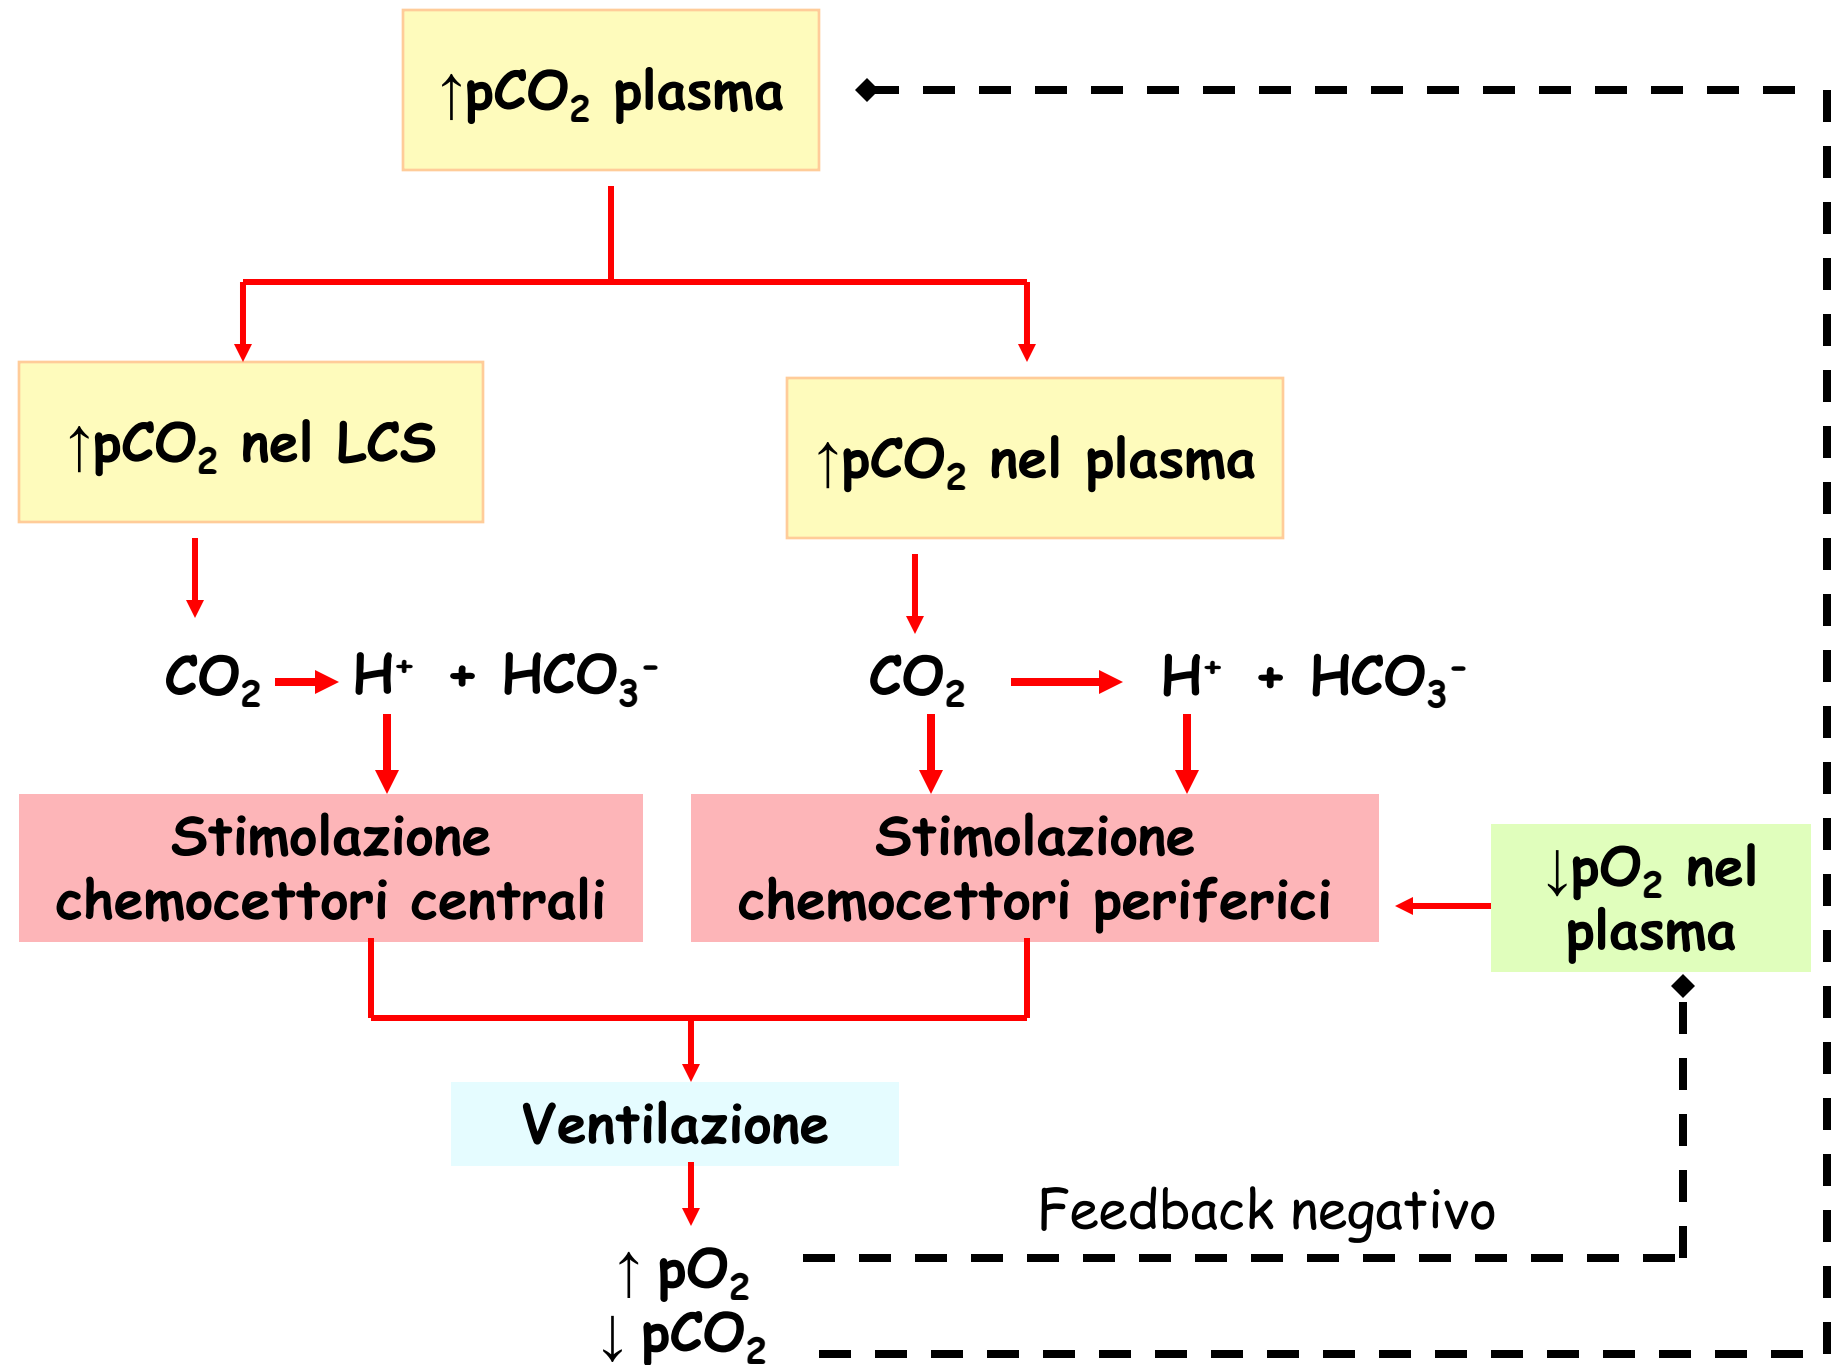 ↑pCO₂ plasma
↑pCO₂ nel LCS
↑pCO₂ nel plasma
CO₂ H⁺ + HCO₃⁻
CO₂ H⁺ + HCO₃⁻
Stimolazione
chemocettori centrali
Stimolazione
chemocettori periferici
↓pO₂ nel
plasma
Ventilazione
Feedback negativo
↑ pO₂
↓ pCO₂